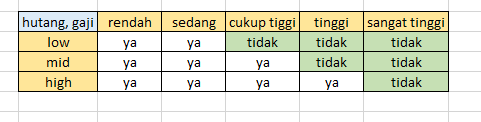 hutang, gaji rendah sedang cukup tiggi tinggi sangat tinggi
low ya ya tidak tidak tidak
mid ya ya ya tidak tidak
high ya ya ya ya tidak